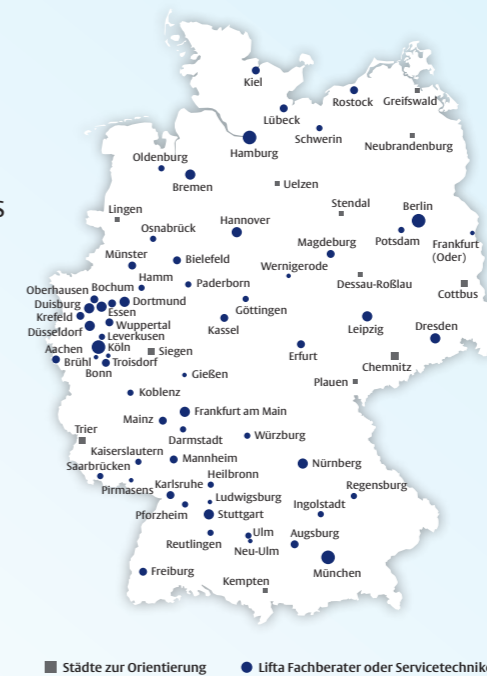 S
Kiel
Rostock
Greifswald
Lübeck
Schwerin
Neubrandenburg
Hamburg
Oldenburg
Bremen
Uelzen
Lingen
Stendal
Berlin
Osnabrück
Hannover
Magdeburg
Potsdam
Frankfurt
(Oder)
Münster
Bielefeld
Wernigerode
Hamm
Paderborn
Dessau-Roßlau
Cottbus
Oberhausen
Bochum
Dortmund
Göttingen
Duisburg
Essen
Krefeld
Wuppertal
Kassel
Leipzig
Dresden
Düsseldorf
Leverkusen
Aachen
Köln
Siegen
Erfurt
Chemnitz
Brühl
Troisdorf
Bonn
Gießen
Plauen
Koblenz
Frankfurt am Main
Mainz
Trier
Darmstadt
Würzburg
Kaiserslautern
Mannheim
Nürnberg
Saarbrücken
Heilbronn
Pirmasens
Karlsruhe
Regensburg
Ludwigsburg
Ingolstadt
Pforzheim
Stuttgart
Reutlingen
Ulm
Augsburg
Neu-Ulm
München
Freiburg
Kempten
Städte zur Orientierung
Lifta Fachberater oder Servicetechnike